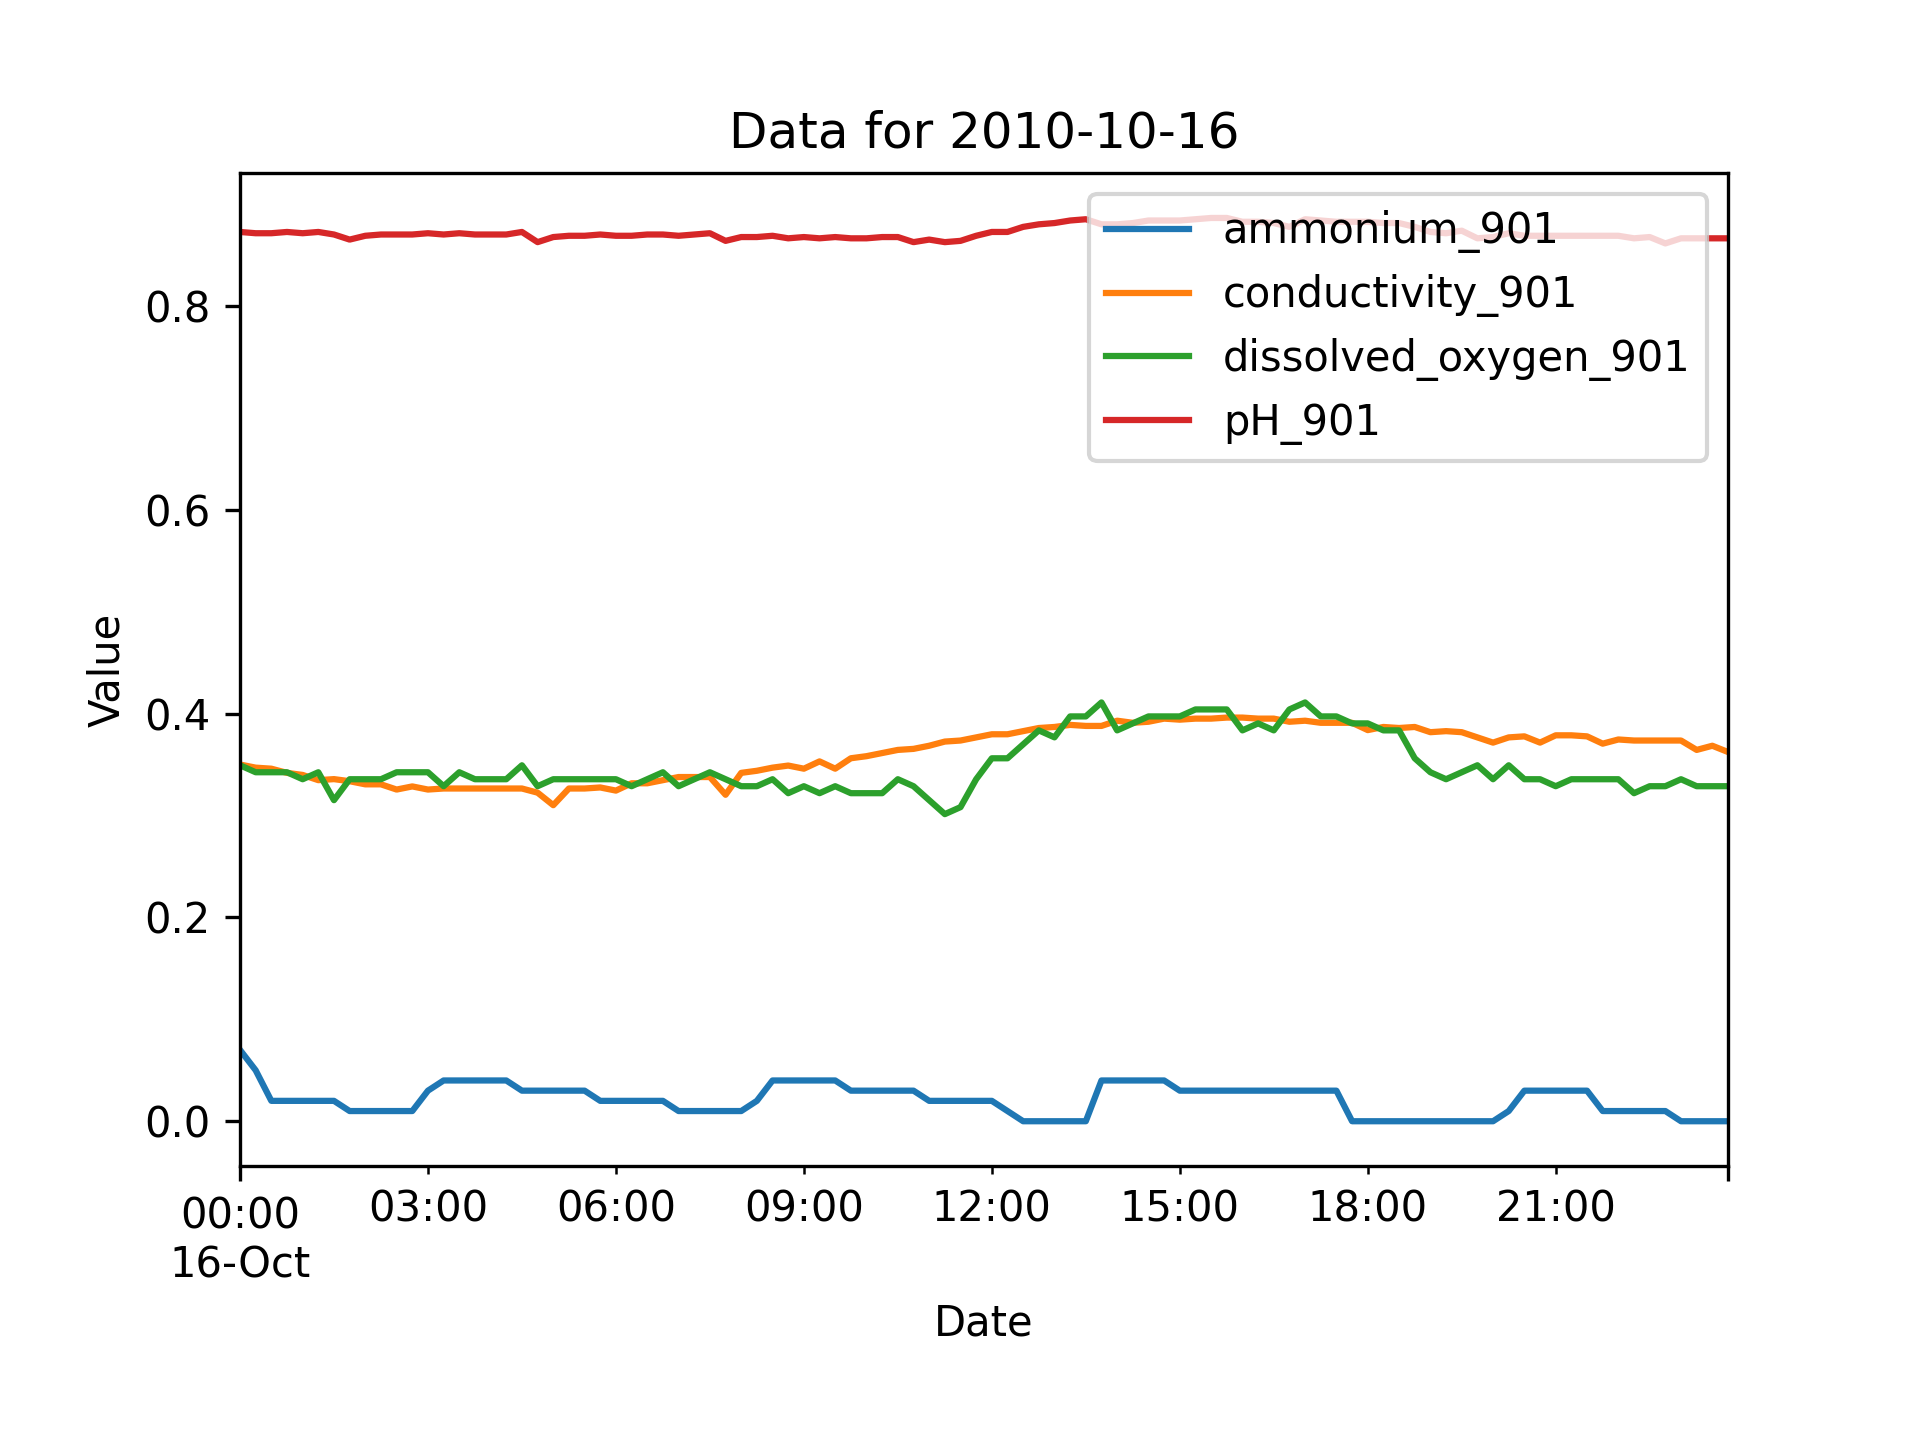 Data for 2010-10-16
ammonium_901
conductivity_901
dissolved_oxygen_901
pH_901
Value
0.8
0.6
0.4
0.2
0.0
00:00 03:00 06:00 09:00 12:00 15:00 18:00 21:00
16-Oct
Date